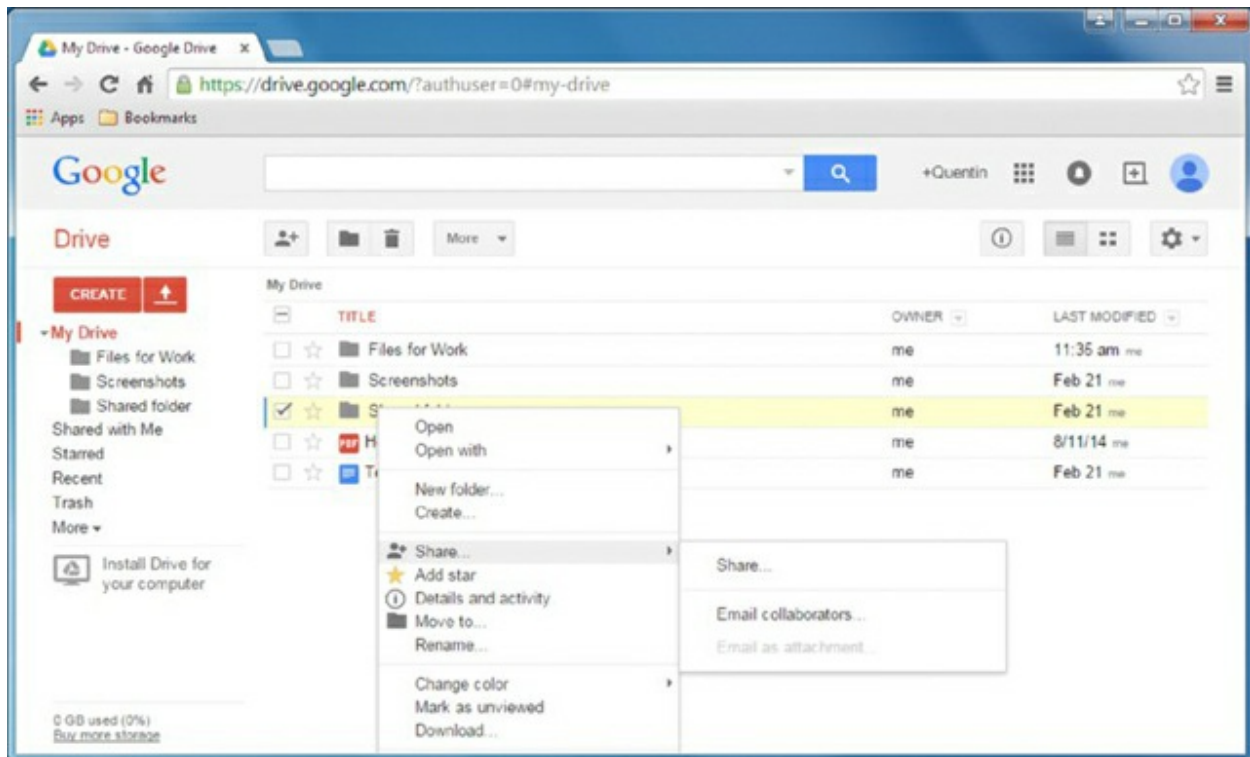 My Drive - Google Drive
https://drive.google.com/?authuser=0#my-drive
Apps Bookmarks
Google
+Quentin
Drive
More
CREATE
My Drive
Files for Work
Screenshots
Shared folder
Shared with Me
Starred
Recent
Trash
More
Install Drive for
your computer
0 GB used (0%)
Buy more storage
My Drive
TITLE OWNER LAST MODIFIED
Files for Work me 11:35 am me
Screenshots me Feb 21 me
me Feb 21 me
PDF me 8/11/14 me
me Feb 21 me
Open
Open with
New folder...
Create...
Share...
Add star
Details and activity
Move to...
Rename...
Change color
Mark as unviewed
Download...
Share...
Email collaborators...
Email as attachment...